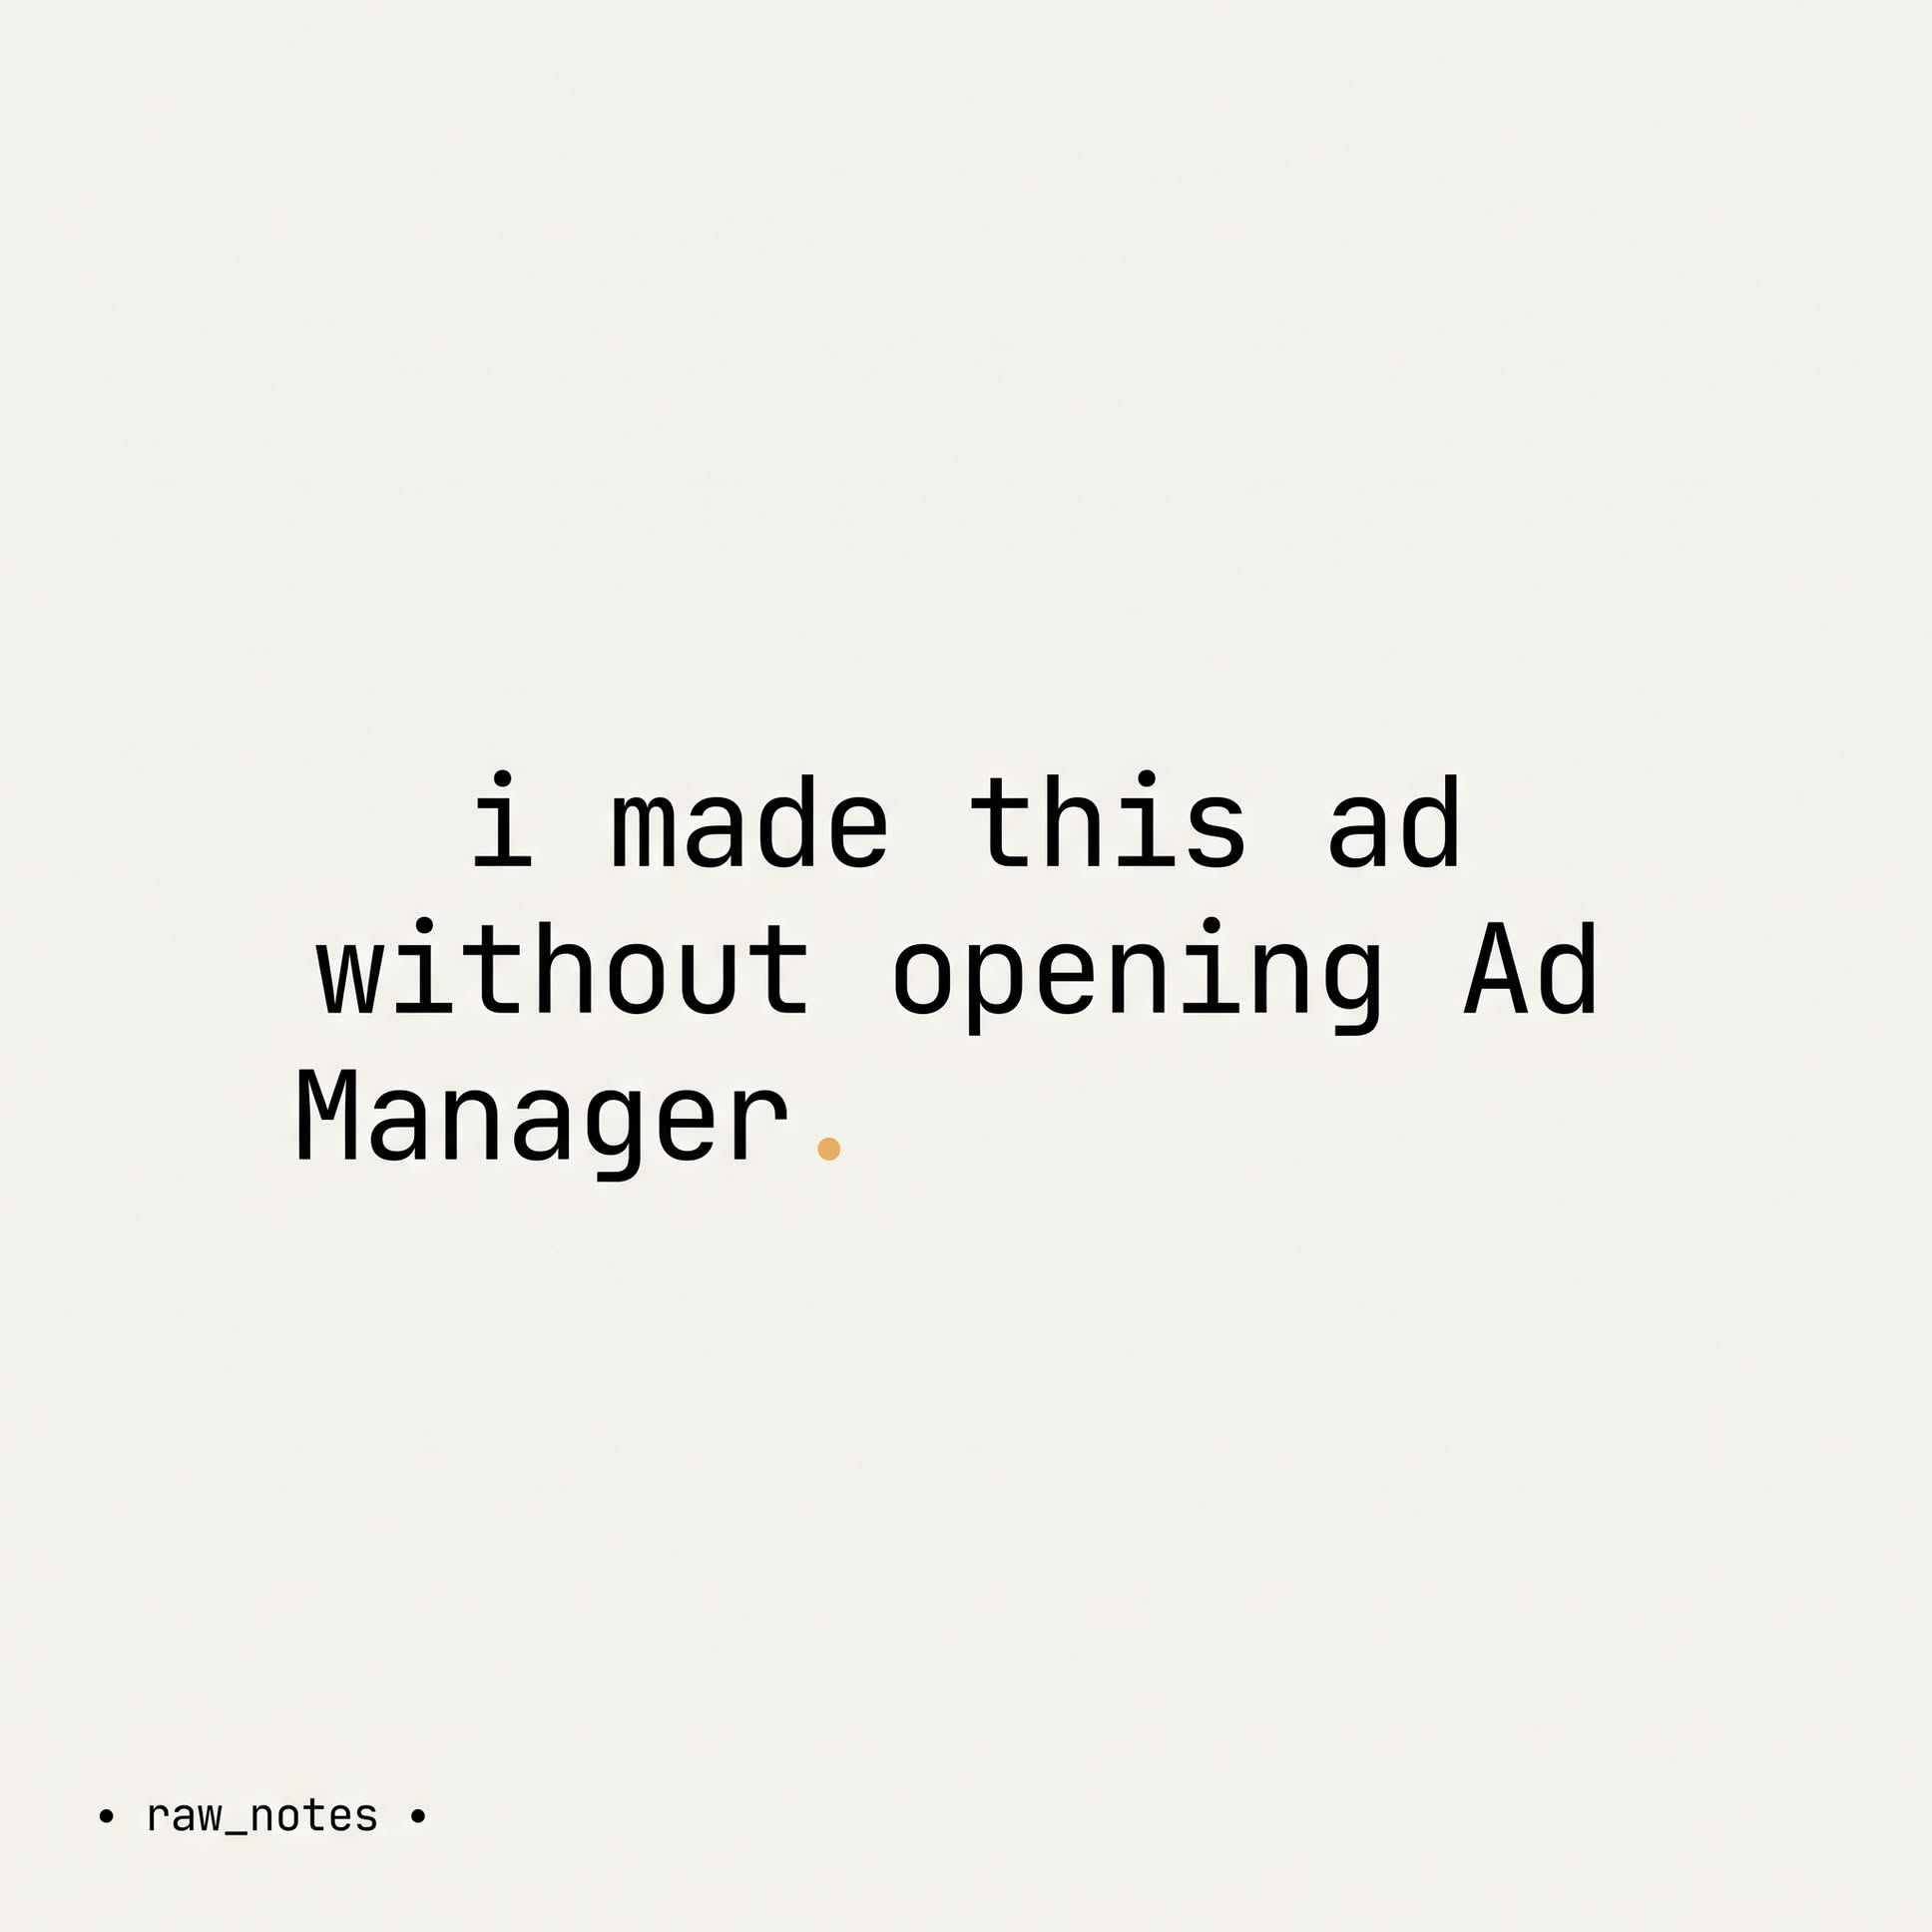 i made this ad
without opening Ad
Manager.
• raw_notes •